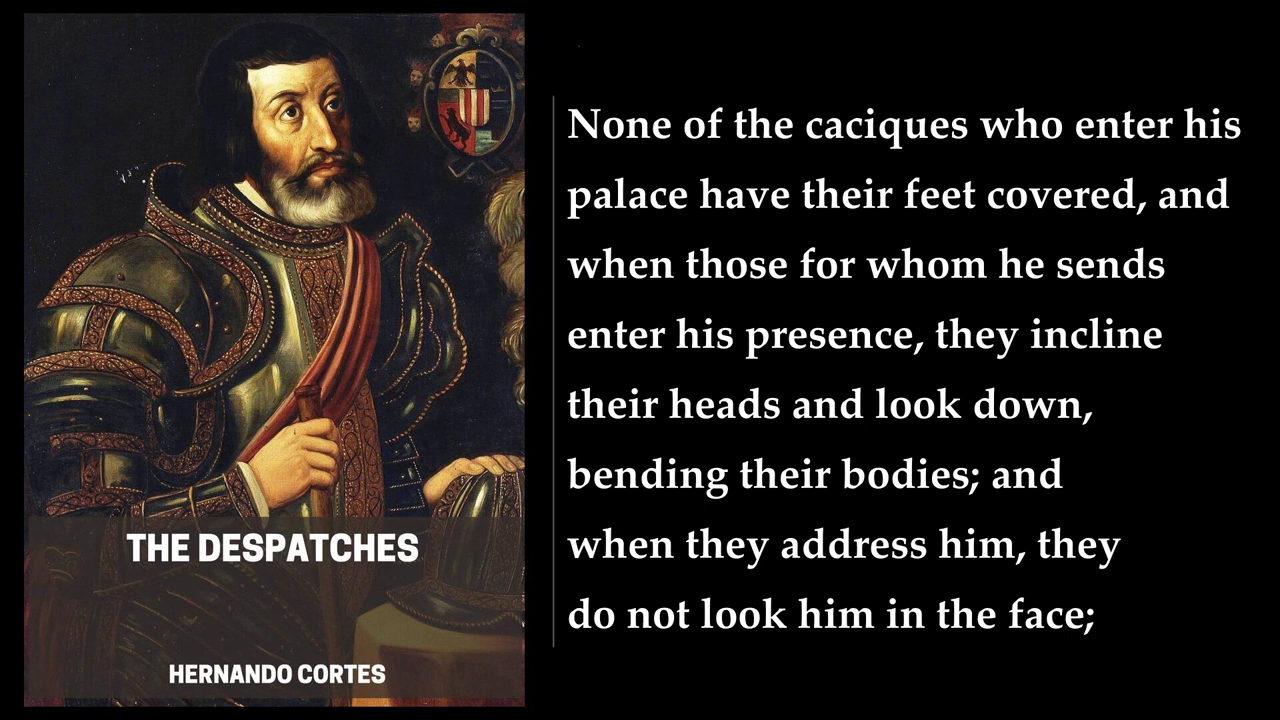 THE DESPATCHES
HERNANDO CORTES
None of the caciques who enter his
palace have their feet covered, and
when those for whom he sends
enter his presence, they incline
their heads and look down,
bending their bodies; and
when they address him, they
do not look him in the face;